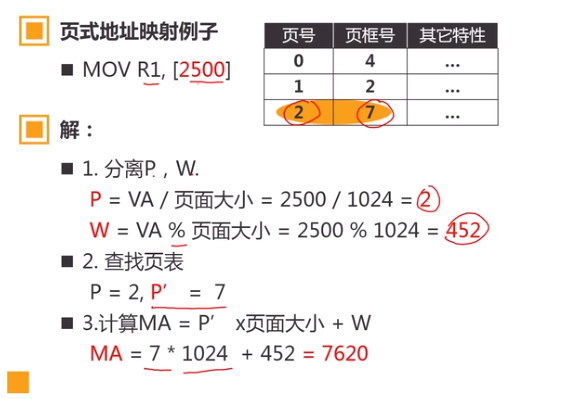 页式地址映射例子
MOV R1, [2500]
页号 页框号 其它特性
0 4 ...
1 2 ...
2 7 ...
解：
1. 分离P，W.
P = VA / 页面大小 = 2500 / 1024 = 2
W = VA % 页面大小 = 2500 % 1024 = 452
2. 查找页表
P = 2, P’ = 7
3.计算MA = P’ x页面大小 + W
MA = 7 * 1024 + 452 = 7620